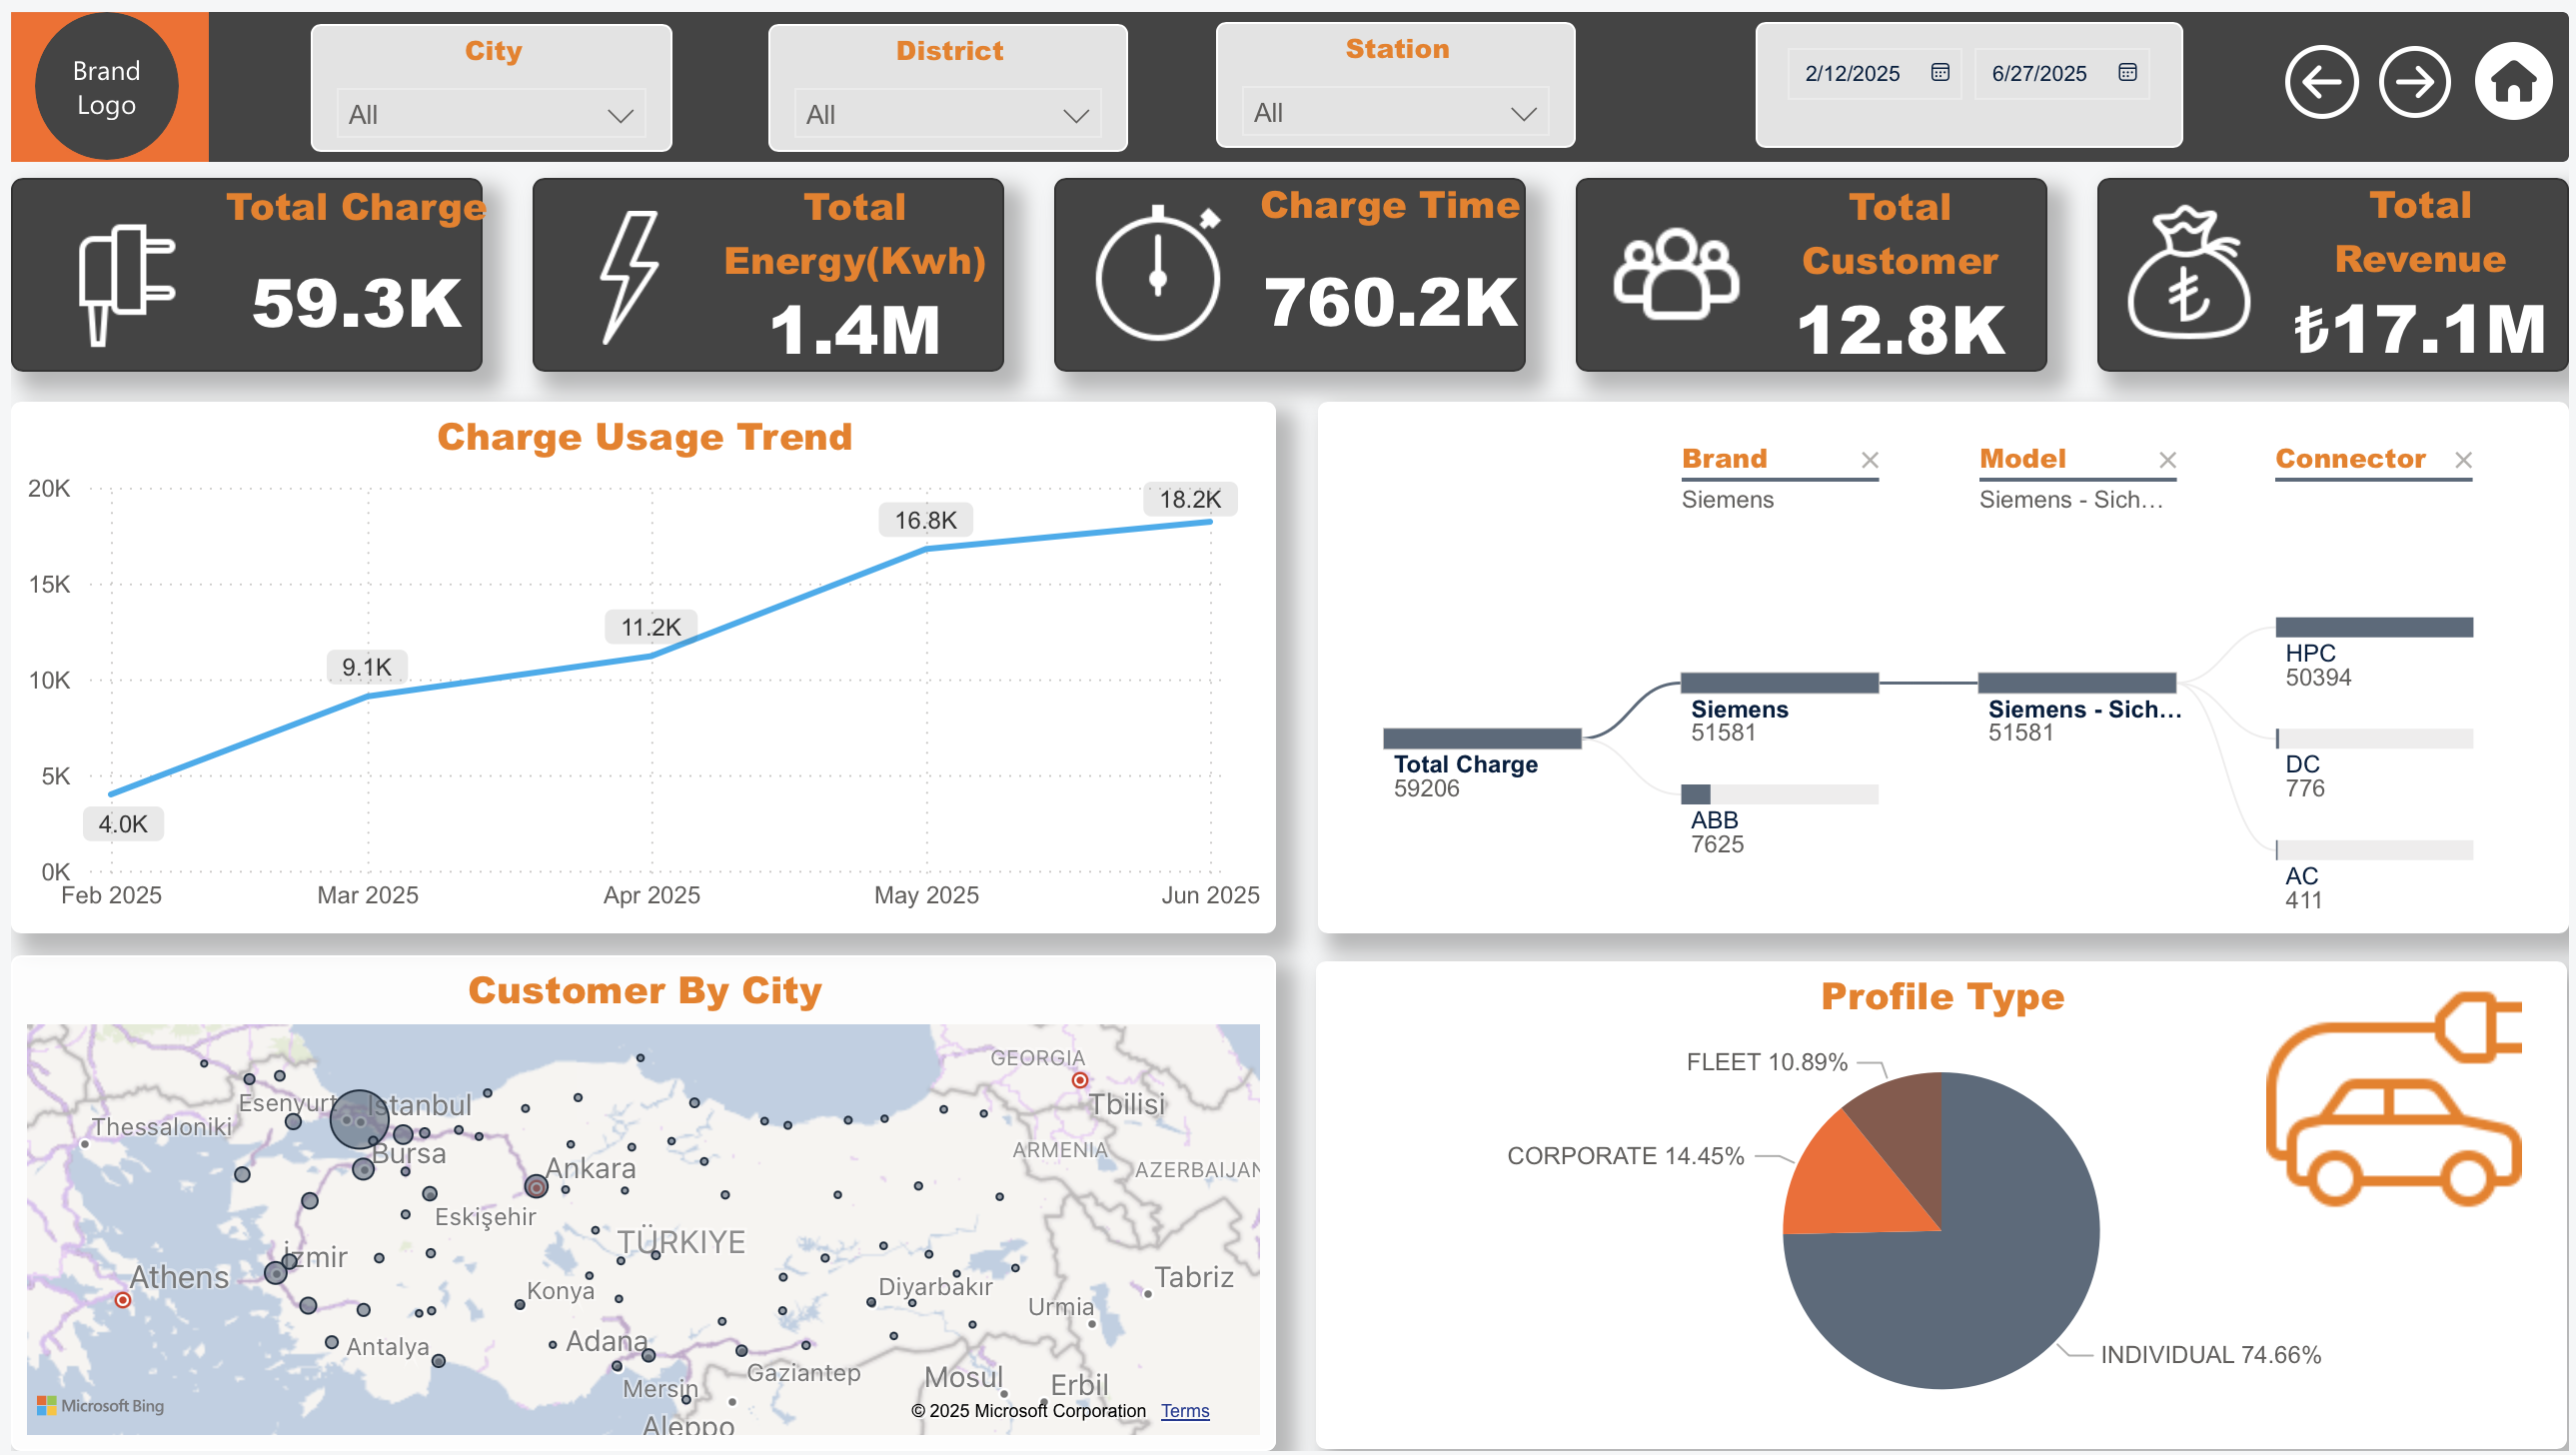 Brand
Logo
City
All
District
All
Station
All
2/12/2025
6/27/2025
Total Charge
59.3K
Total
Energy(Kwh)
1.4M
Charge Time
760.2K
Total
Customer
12.8K
Total
Revenue
₺17.1M
Charge Usage Trend
20K
15K
10K
5K
0K
4.0K
9.1K
11.2K
16.8K
18.2K
Feb 2025
Mar 2025
Apr 2025
May 2025
Jun 2025
Brand
Siemens
Model
Siemens - Sich...
Connector
Total Charge
59206
Siemens
51581
ABB
7625
Siemens - Sich...
51581
HPC
50394
DC
776
AC
411
Customer By City
GEORGIA
Tbilisi
Esenyurt
Istanbul
Thessaloniki
ARMENIA
AZERBAIJAN
Bursa
Ankara
Eskişehir
TÜRKIYE
İzmir
Athens
Konya
Diyarbakır
Tabriz
Urmia
Antalya
Adana
Gaziantep
Mersin
Mosul
Erbil
Aleppo
Microsoft Bing
© 2025 Microsoft Corporation Terms
Profile Type
FLEET 10.89%
CORPORATE 14.45%
INDIVIDUAL 74.66%